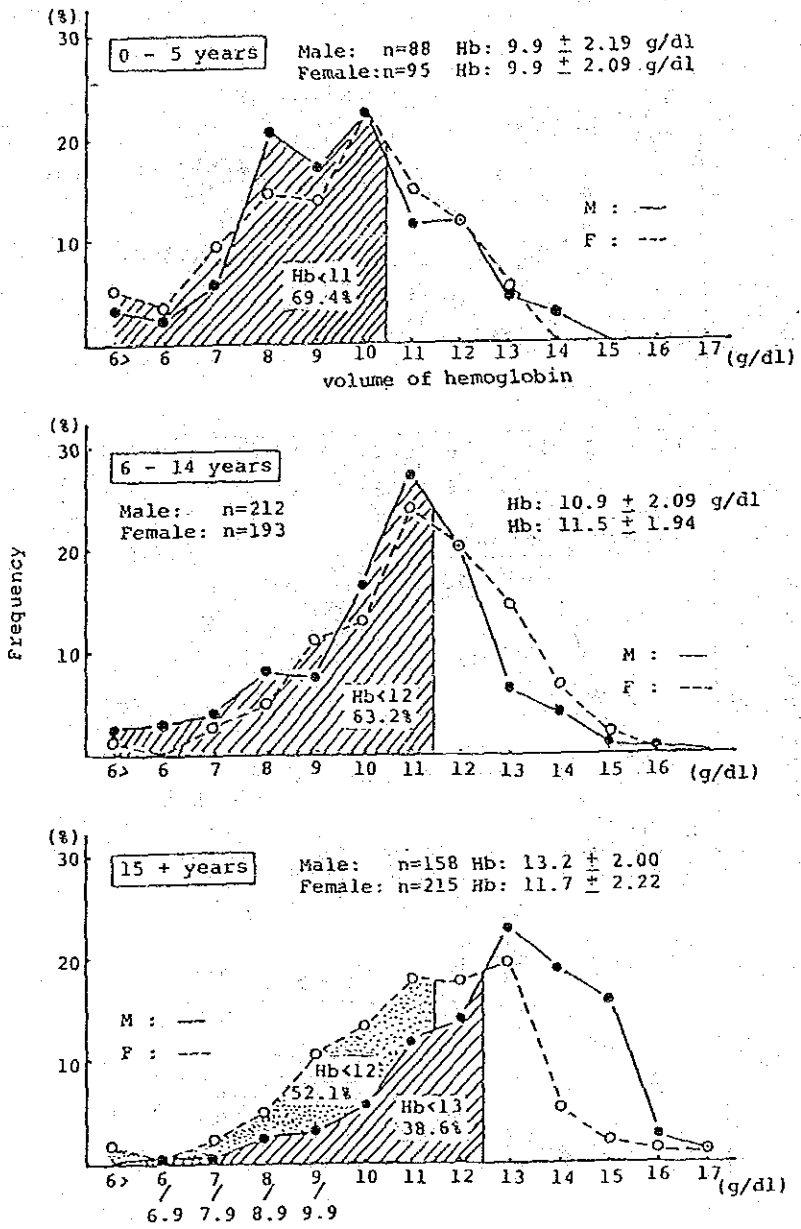 (%)
30
0 - 5 years
Male: n=88 Hb: 9.9 ± 2.19 g/dl
Female:n=95 Hb: 9.9 ± 2.09 g/dl
20
M : —
F : ---
10
Hb<11
69.4%
6> 6 7 8 9 10 11 12 13 14 15 16 17 (g/dl)
volume of hemoglobin
(%)
30
6 - 14 years
Male: n=212 Hb: 10.9 ± 2.09 g/dl
Female: n=193 Hb: 11.5 ± 1.94
Frequency
20
M : —
F : ---
10
Hb<12
63.2%
6> 6 7 8 9 10 11 12 13 14 15 16 (g/dl)
(%)
30
15 + years
Male: n=158 Hb: 13.2 ± 2.00
Female: n=215 Hb: 11.7 ± 2.22
20
M : —
F : ---
10
Hb<12
52.1%
Hb<13
38.6%
6> 6 7 8 9 10 11 12 13 14 15 16 17 (g/dl)
/ / / /
6.9 7.9 8.9 9.9